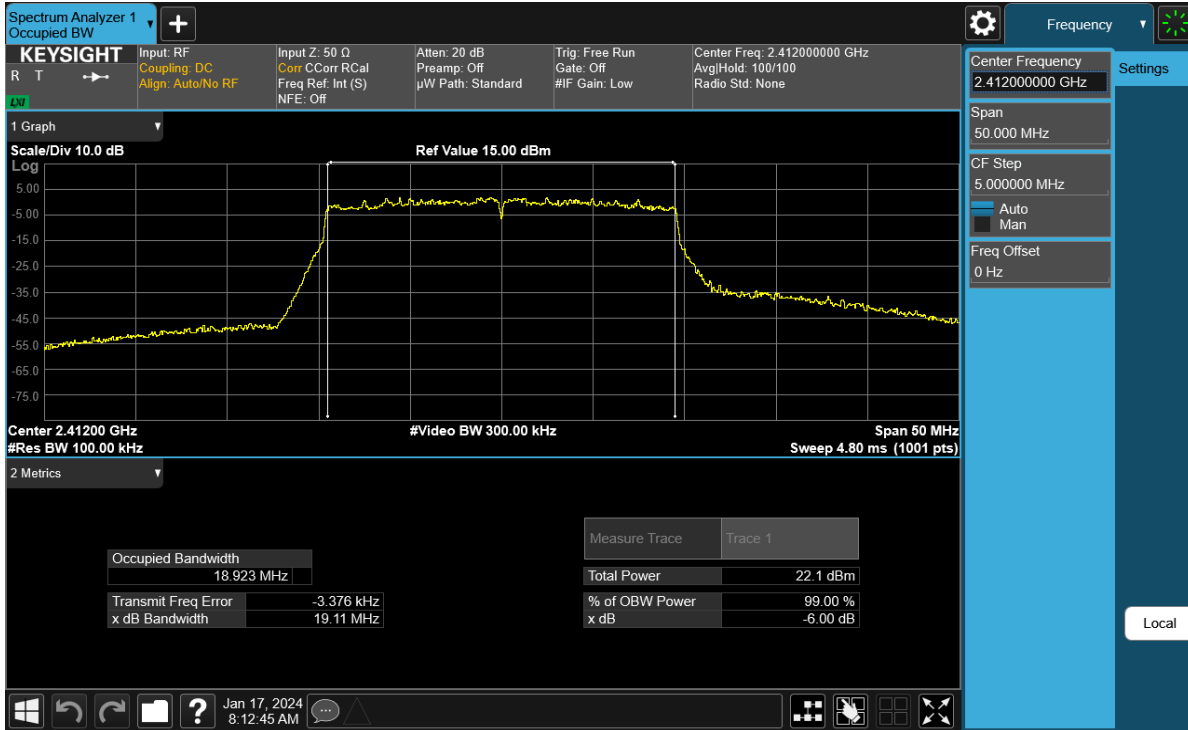 Spectrum Analyzer 1
Occupied BW
Frequency
KEYSIGHT
R T
LXI
Input: RF
Coupling: DC
Align: Auto/No RF
Input Z: 50 Ω
Corr CCorr RCal
Freq Ref: Int (S)
NFE: Off
Atten: 20 dB
Preamp: Off
µW Path: Standard
Trig: Free Run
Gate: Off
#IF Gain: Low
Center Freq: 2.412000000 GHz
Avg|Hold: 100/100
Radio Std: None
Center Frequency
2.412000000 GHz
Settings
Span
50.000 MHz
CF Step
5.000000 MHz
Auto
Man
Freq Offset
0 Hz
Local
1 Graph
Scale/Div 10.0 dB
Ref Value 15.00 dBm
Log
5.00
-5.00
-15.0
-25.0
-35.0
-45.0
-55.0
-65.0
-75.0
Center 2.41200 GHz
#Video BW 300.00 kHz
Span 50 MHz
#Res BW 100.00 kHz
Sweep 4.80 ms (1001 pts)
2 Metrics
Measure Trace Trace 1
Occupied Bandwidth
18.923 MHz
Total Power 22.1 dBm
Transmit Freq Error -3.376 kHz
% of OBW Power 99.00 %
x dB Bandwidth 19.11 MHz
x dB -6.00 dB
Jan 17, 2024
8:12:45 AM